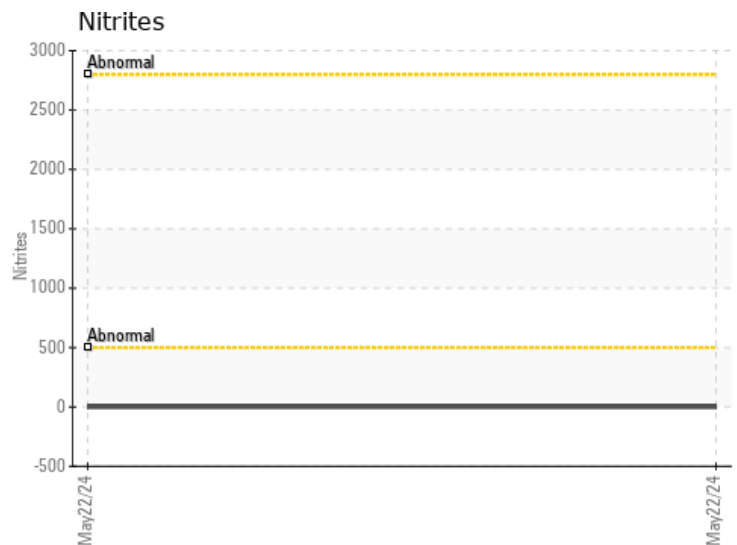 Nitrites
3000
Abnormal
2500
2000
1500
Nitrites
1000
Abnormal
500
0
-500
May22/24
May22/24